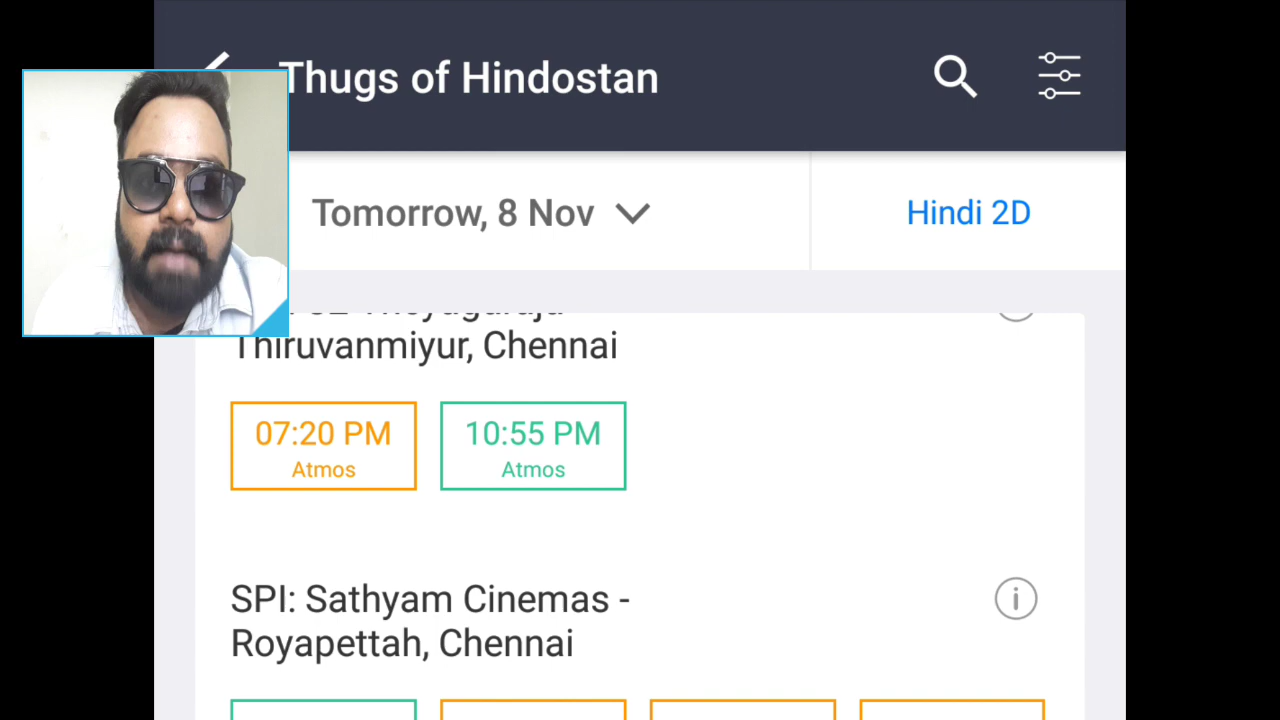 Thugs of Hindostan
Tomorrow, 8 Nov
Hindi 2D
Thiruvanmiyur, Chennai
07:20 PM
Atmos
10:55 PM
Atmos
SPI: Sathyam Cinemas -
Royapettah, Chennai